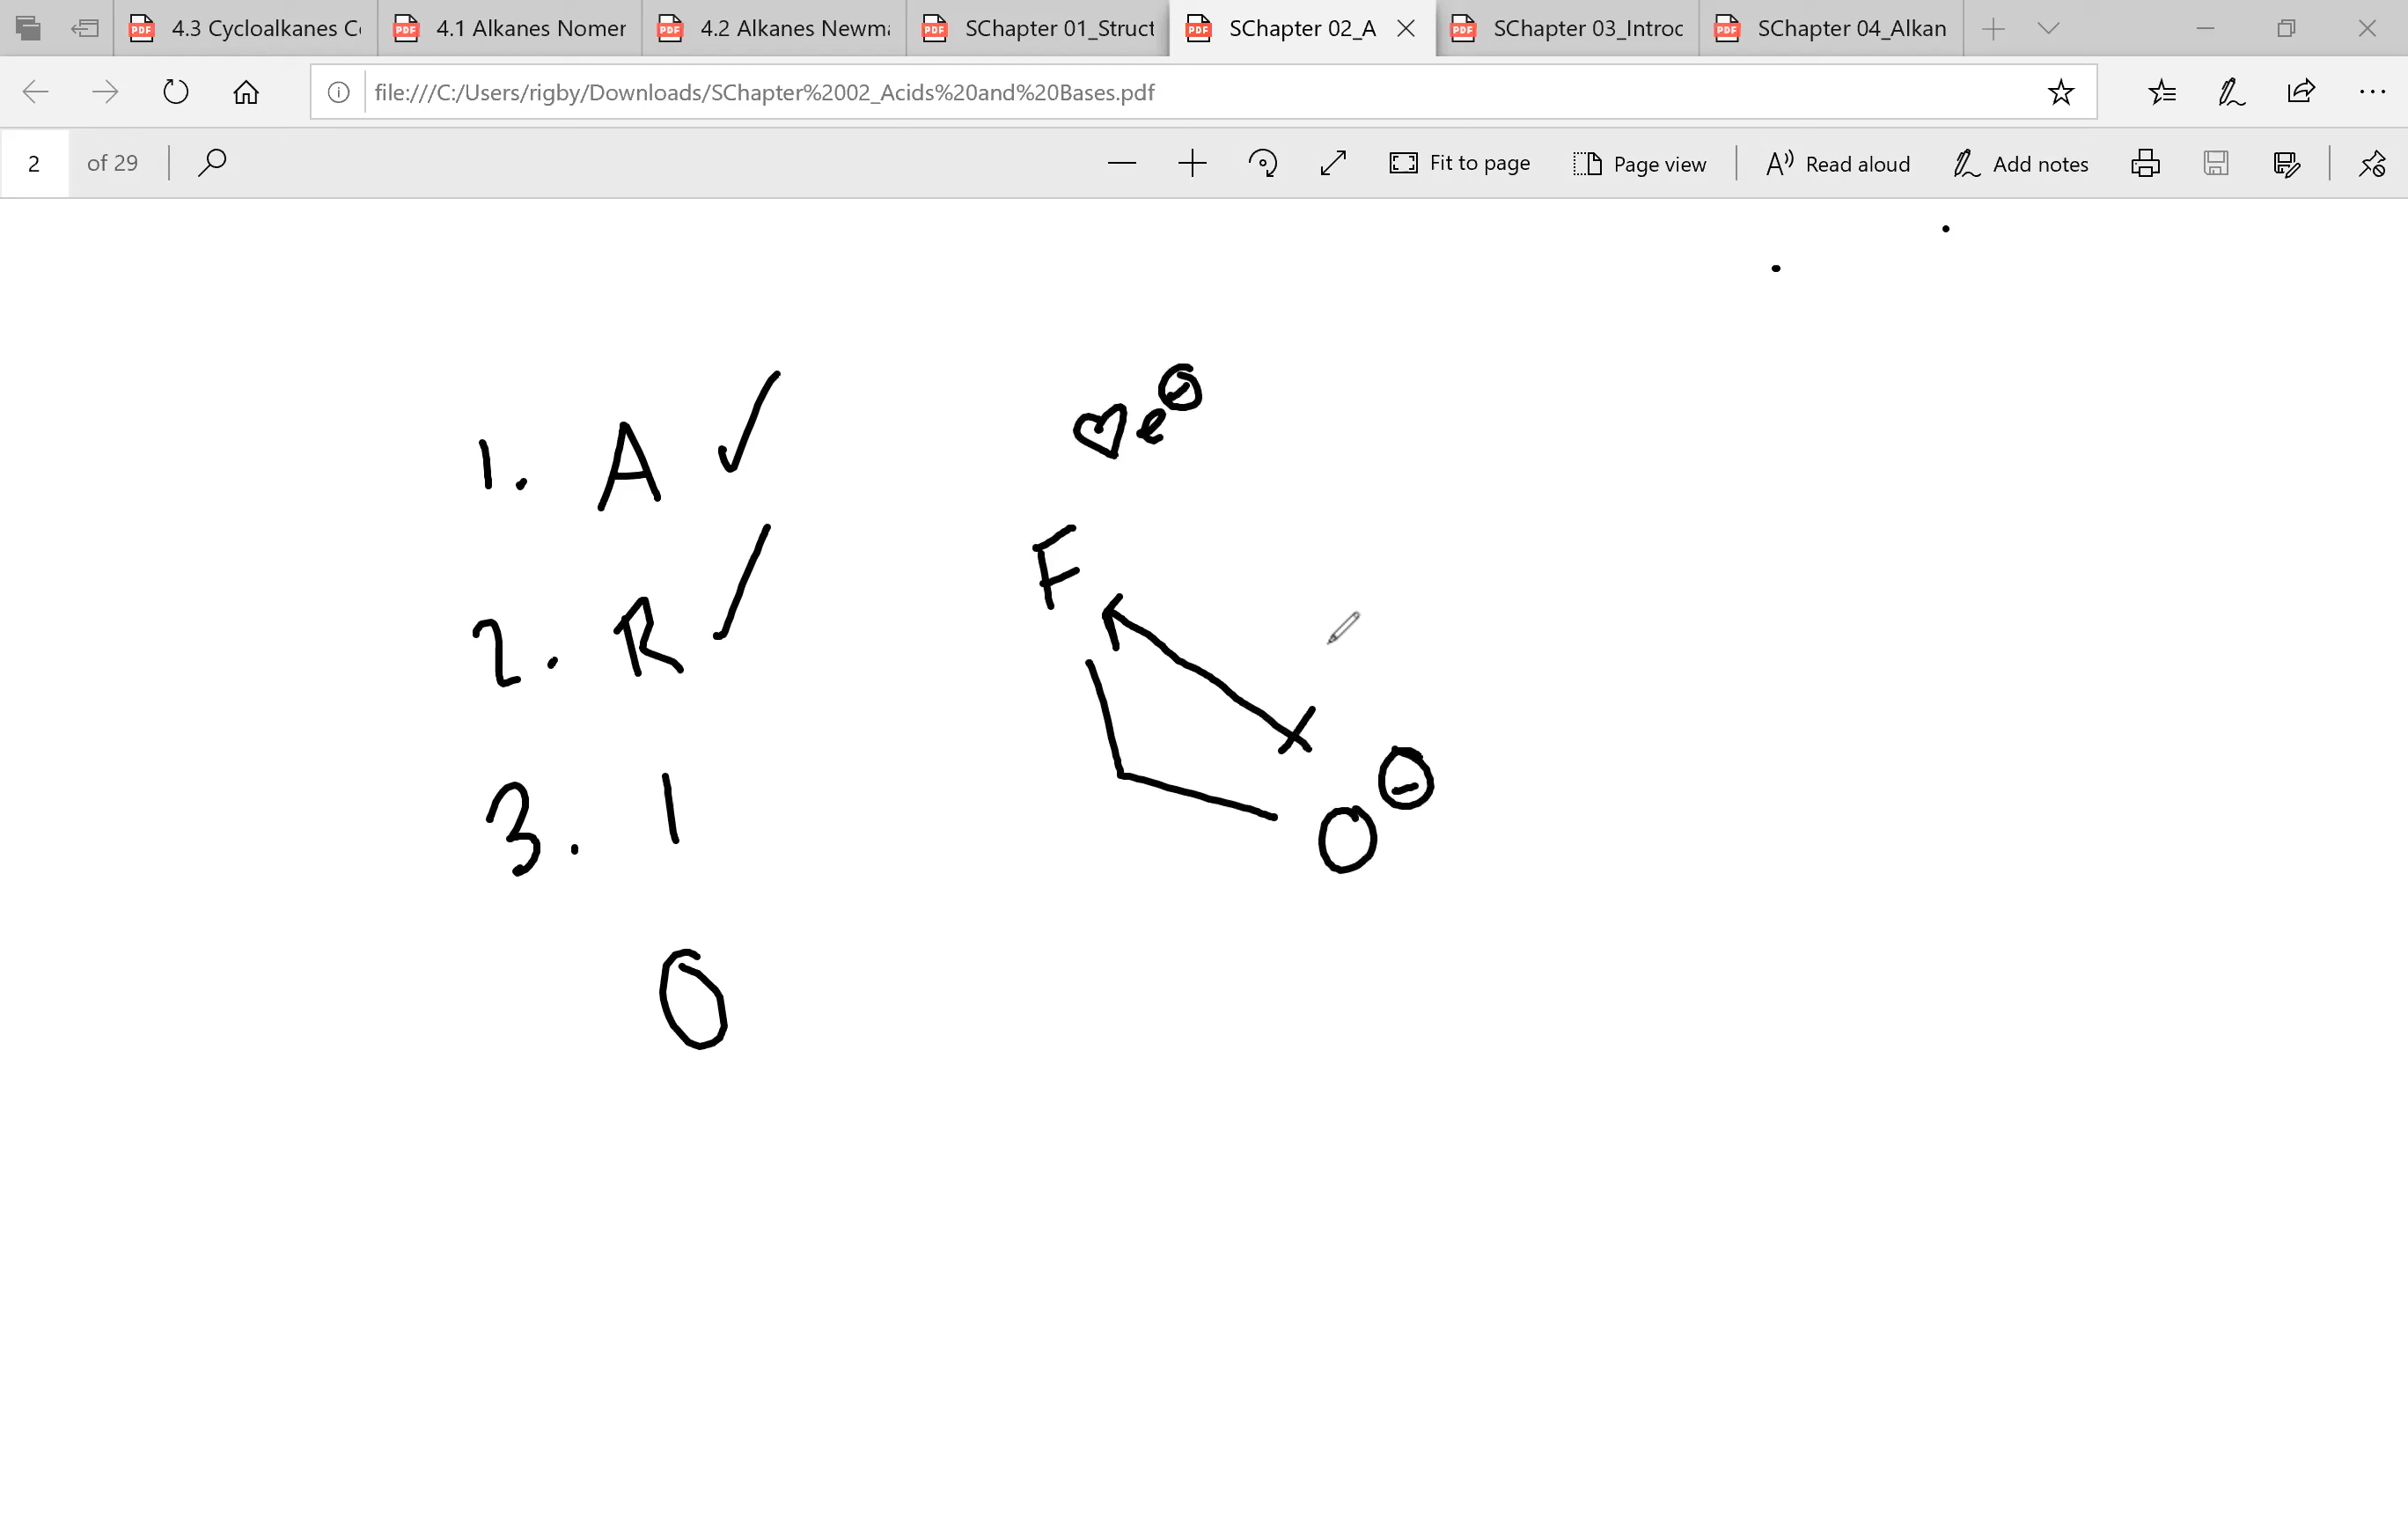 4.3 Cycloalkanes C
4.1 Alkanes Nomer
4.2 Alkanes Newm
SChapter 01_Struct
SChapter 02_A
SChapter 03_Introc
SChapter 04_Alkan
file:///C:/Users/rigby/Downloads/SChapter%2002_Acids%20and%20Bases.pdf
2 of 29
Fit to page
Page view
Read aloud
Add notes
1. A ✓
♡e⊖
F
2. R ✓
3. I
O⊖
O